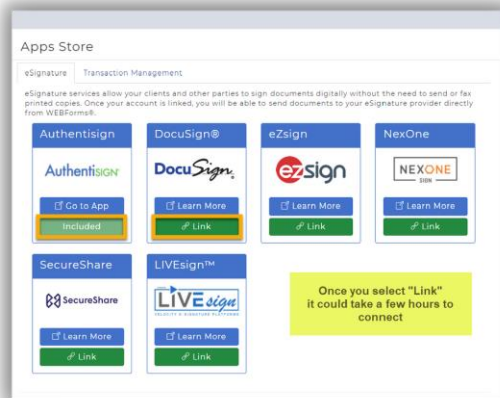 Apps Store
eSignature Transaction Management
eSignature services allow your clients and other parties to sign documents digitally without the need to send or fax
printed copies. Once your account is linked, you will be able to send documents to your eSignature provider directly
from WEBForms®.
Authentisign DocuSign® eZsign NexOne
AUTHENTISIGN DocuSign ezsign NEXONE
SIGN
Go to App Learn More Learn More Learn More
Included Link Link Link
SecureShare LIVEsign™
SecureShare LIVEsign
VELOCITY E SIGNATURE PLATFORMS
Learn More Learn More
Link Link
Once you select "Link"
it could take a few hours to
connect